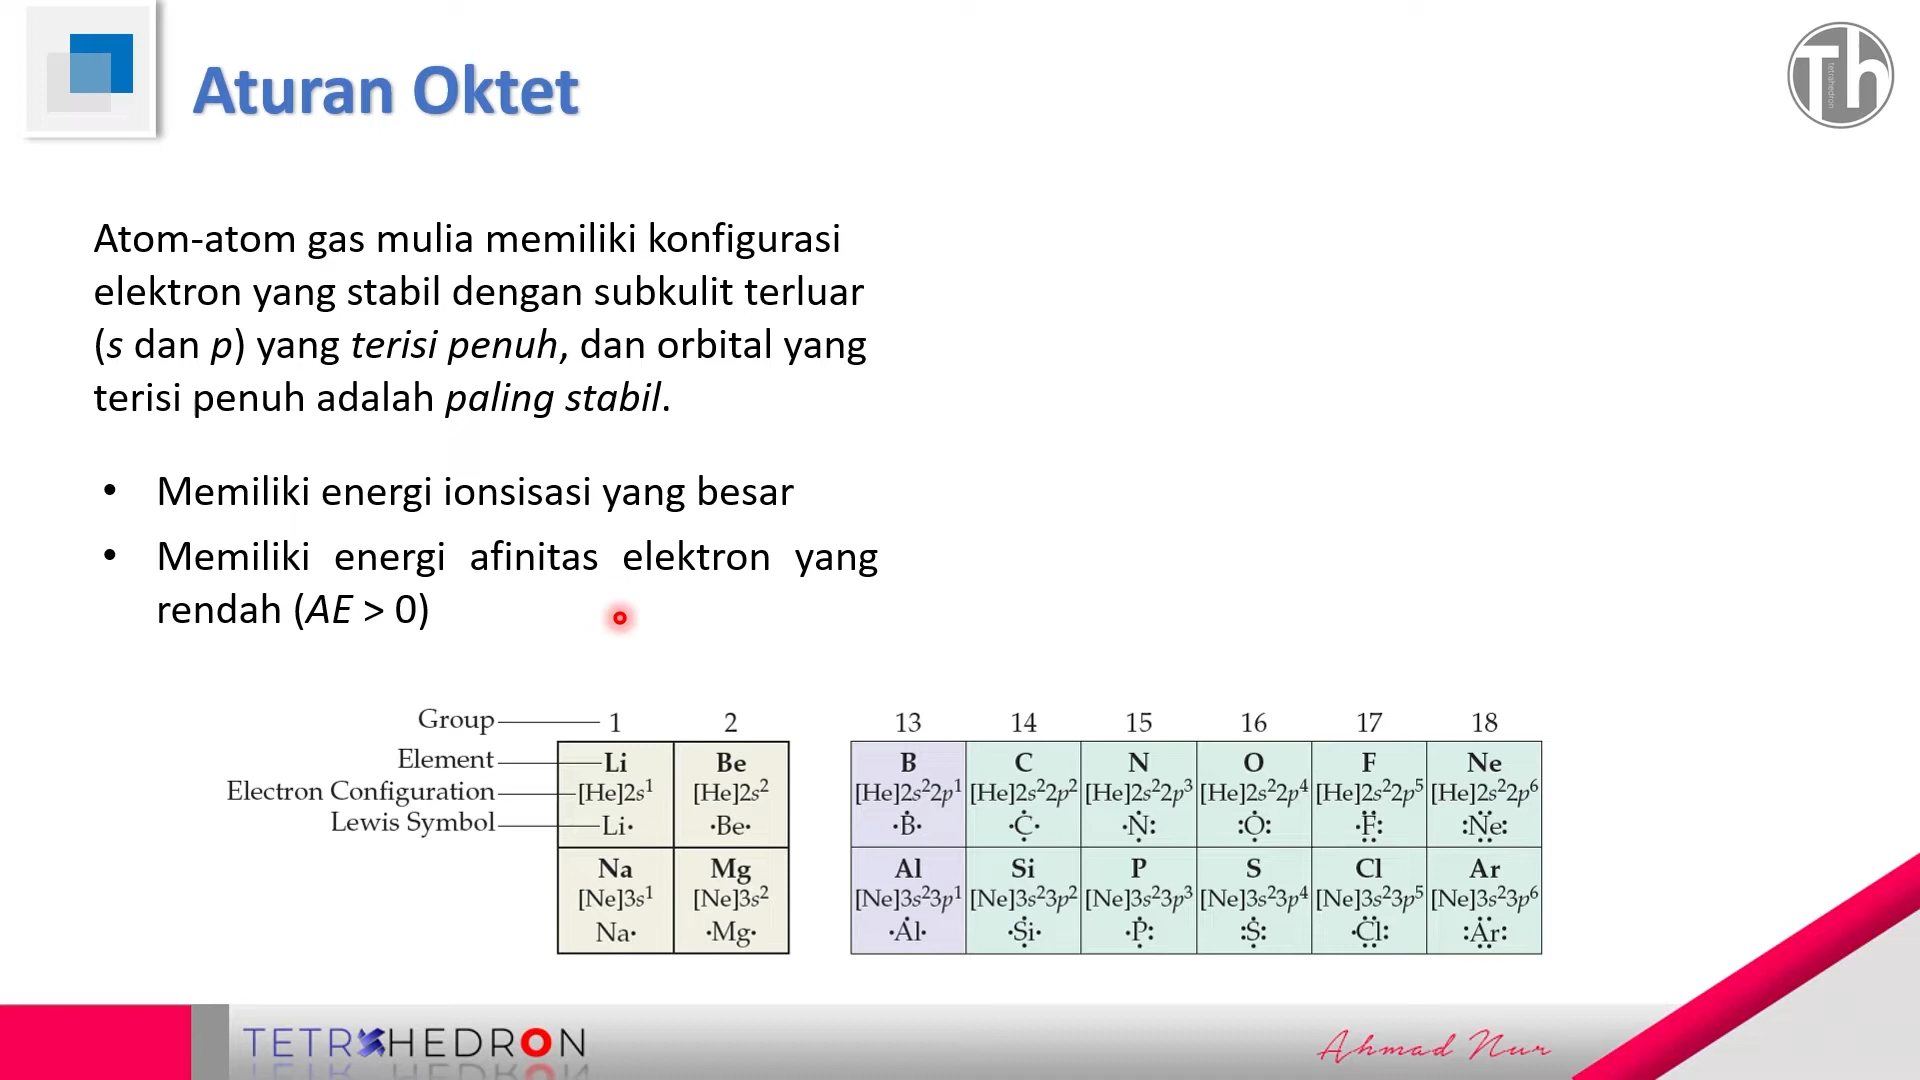 Aturan Oktet
Th
tetrahedron
Atom-atom gas mulia memiliki konfigurasi
elektron yang stabil dengan subkulit terluar
(s dan p) yang terisi penuh, dan orbital yang
terisi penuh adalah paling stabil.
• Memiliki energi ionsisasi yang besar
• Memiliki energi afinitas elektron yang
rendah (AE > 0)
Group 1 2 13 14 15 16 17 18
Element Li Be B C N O F Ne
Electron Configuration [He]2s¹ [He]2s² [He]2s²2p¹ [He]2s²2p² [He]2s²2p³ [He]2s²2p⁴ [He]2s²2p⁵ [He]2s²2p⁶
Lewis Symbol Li· ·Be· ·B· ·C· ·N: :O: ·F: :Ne:
Na Mg Al Si P S Cl Ar
[Ne]3s¹ [Ne]3s² [Ne]3s²3p¹ [Ne]3s²3p² [Ne]3s²3p³ [Ne]3s²3p⁴ [Ne]3s²3p⁵ [Ne]3s²3p⁶
Na· ·Mg· ·Al· ·Si· ·P: :S: ·Cl: :Ar:
TETRAHEDRON
Ahmad Nur